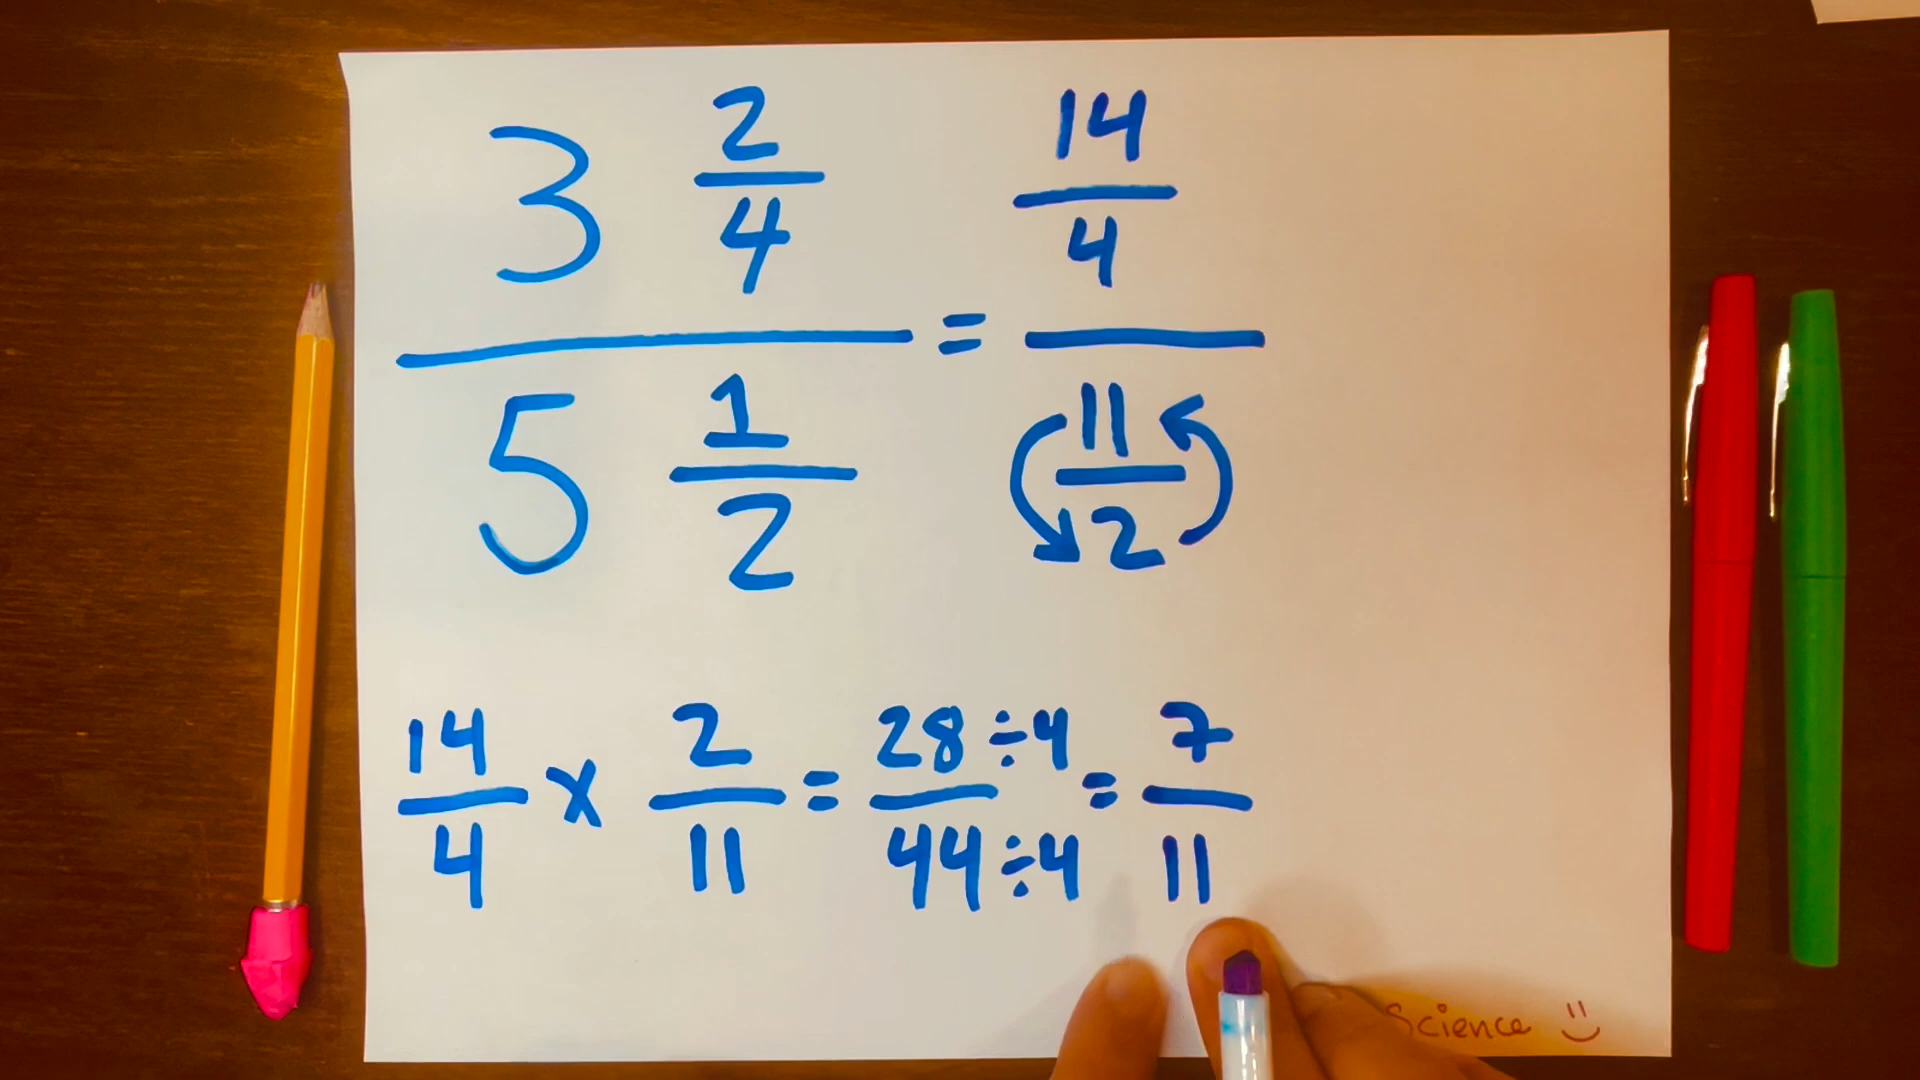 3 2/4 / 5 1/2 = 14/4 / 11/2
14/4 x 2/11 = 28÷4/44÷4 = 7/11
Science